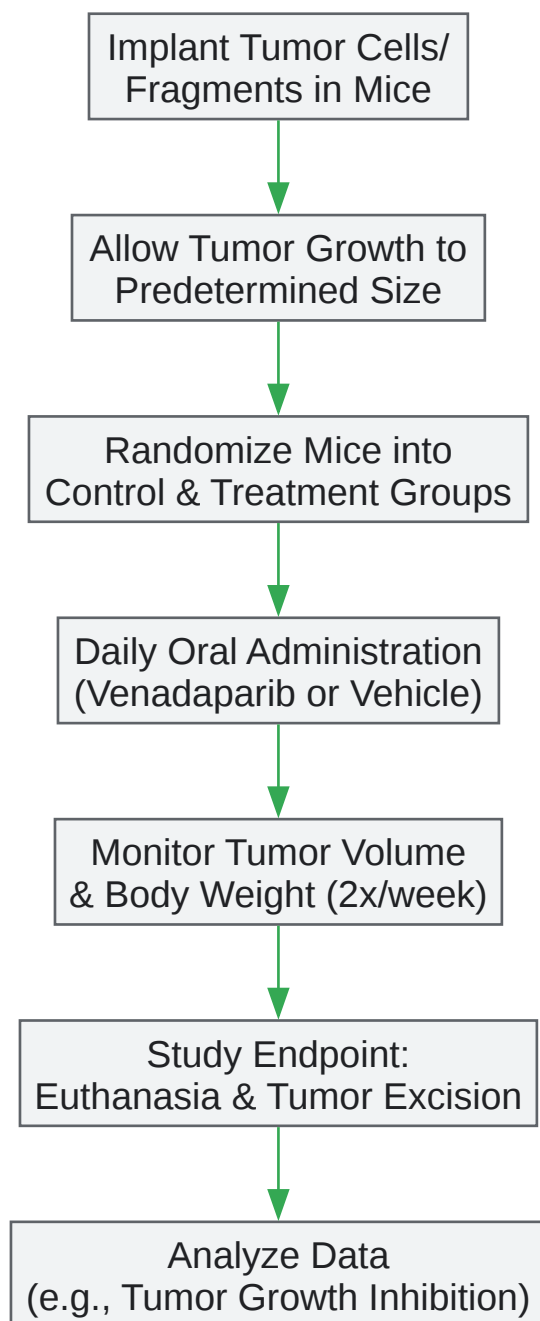 Implant Tumor Cells/
Fragments in Mice
Allow Tumor Growth to
Predetermined Size
Randomize Mice into
Control & Treatment Groups
Daily Oral Administration
(Venadaparib or Vehicle)
Monitor Tumor Volume
& Body Weight (2x/week)
Study Endpoint:
Euthanasia & Tumor Excision
Analyze Data
(e.g., Tumor Growth Inhibition)